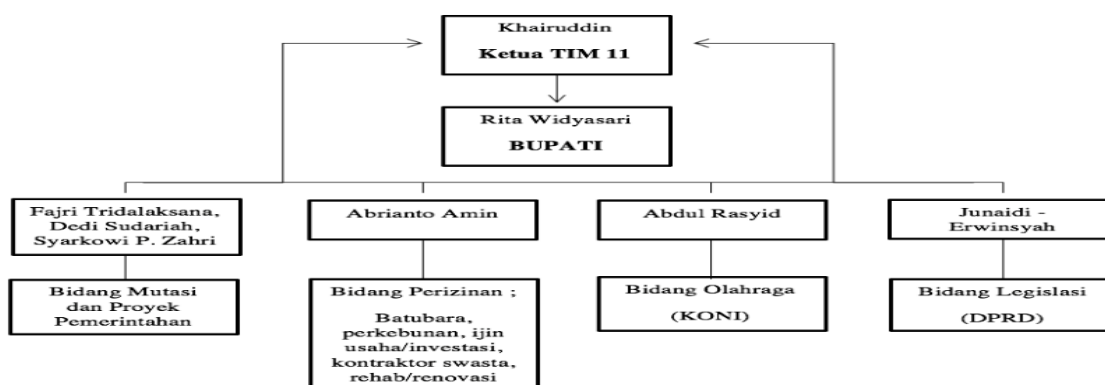 Khairuddin
Ketua TIM 11
Rita Widyasari
BUPATI
Fajri Tridalaksana,
Dedi Sudariah,
Syarkowi P. Zahri
Abrianto Amin
Abdul Rasyid
Junaidi -
Erwinsyah
Bidang Mutasi
dan Proyek
Pemerintahan
Bidang Perizinan ;
Batubara,
perkebunan, ijin
usaha/investasi,
kontraktor swasta,
rehab/renovasi
Bidang Olahraga
(KONI)
Bidang Legislasi
(DPRD)